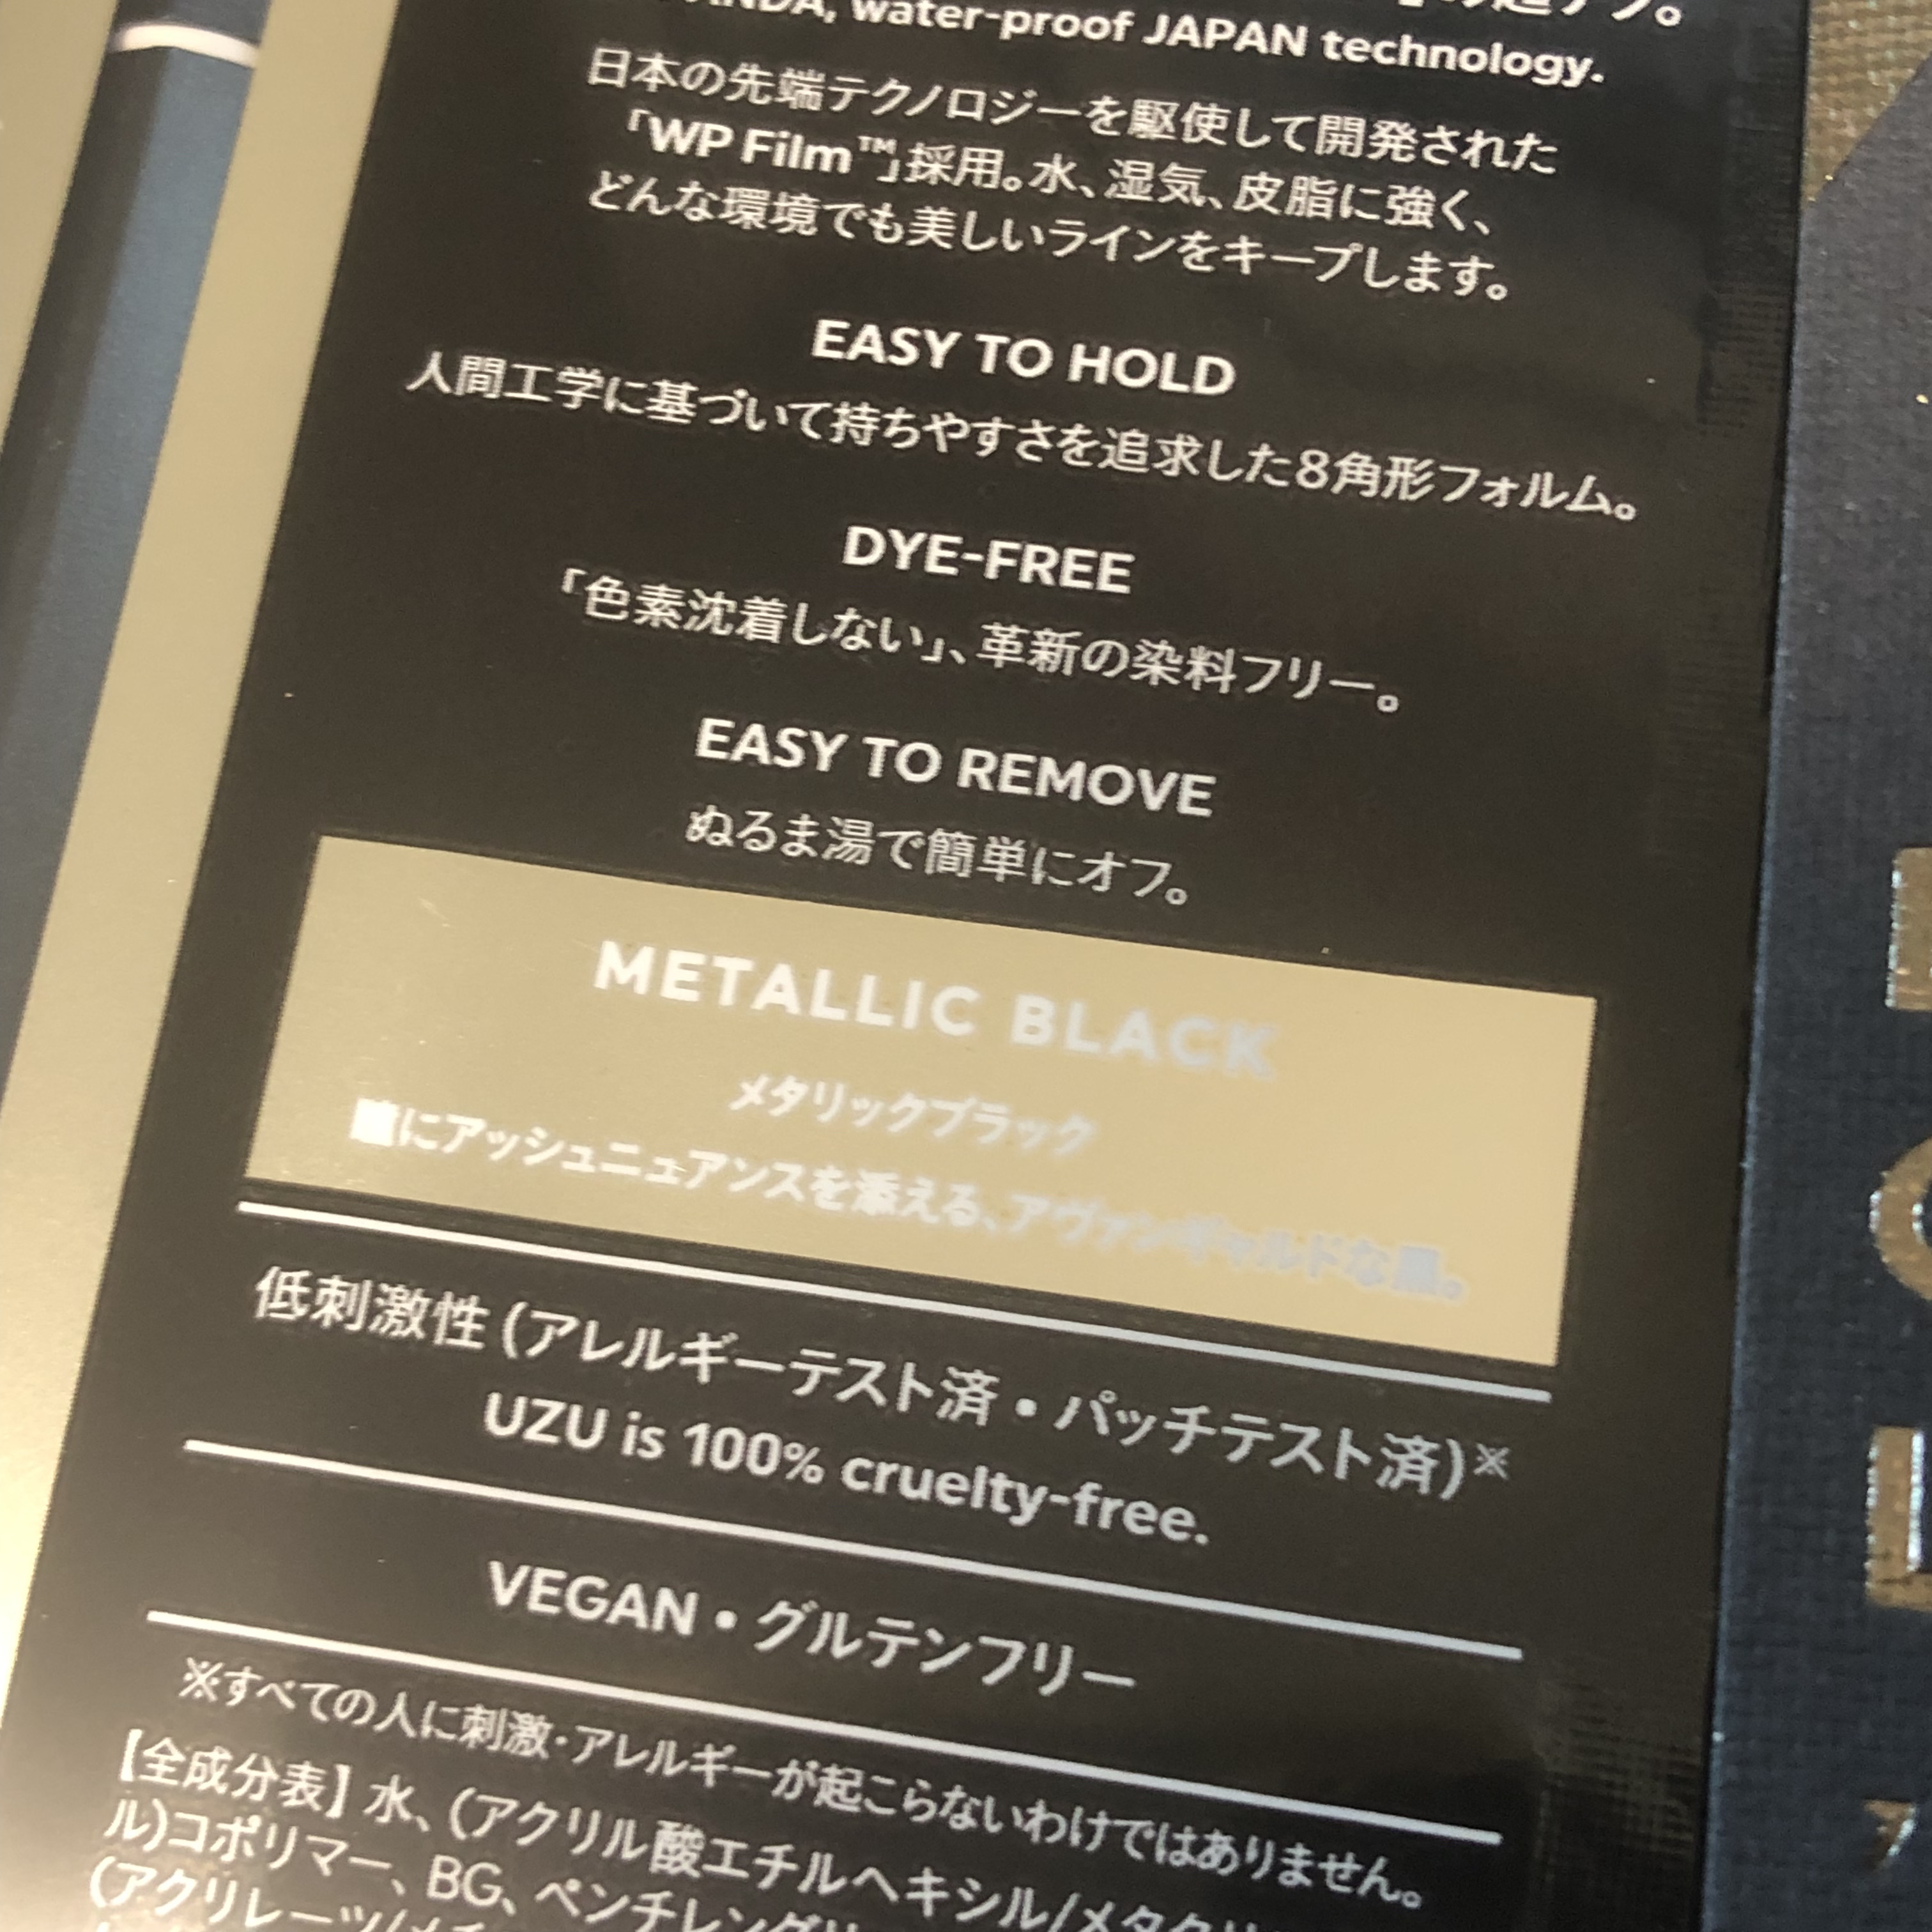 water-proof JAPAN technology.
日本の先端テクノロジーを駆使して開発された
「WP Film™」採用。水、湿気、皮脂に強く、
どんな環境でも美しいラインをキープします。
EASY TO HOLD
人間工学に基づいて持ちやすさを追求した8角形フォルム。
DYE-FREE
「色素沈着しない」、革新の染料フリー。
EASY TO REMOVE
ぬるま湯で簡単にオフ。
METALLIC BLACK
メタリックブラック
瞳にアッシュニュアンスを添える、アヴァンギャルドな黒。
低刺激性(アレルギーテスト済・パッチテスト済)※
UZU is 100% cruelty-free.
VEGAN・グルテンフリー
※すべての人に刺激・アレルギーが起こらないわけではありません。
【全成分表】水、(アクリル酸エチルヘキシル/メタクリ
ル)コポリマー、BG、ペンチレングリ
(アクリレーツ/